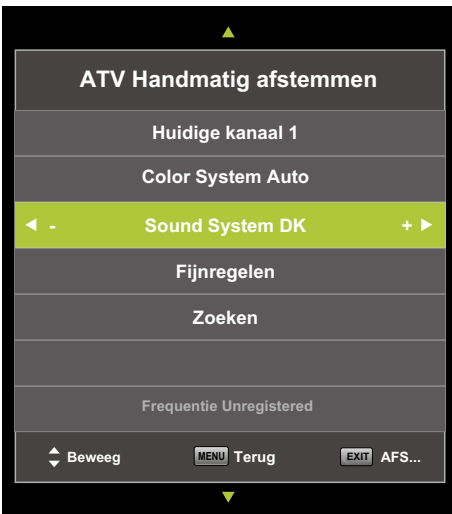 ATV Handmatig afstemmen
Huidige kanaal 1
Color System Auto
- Sound System DK +
Fijnregelen
Zoeken
Frequentie Unregistered
Beweeg MENU Terug EXIT AFS...